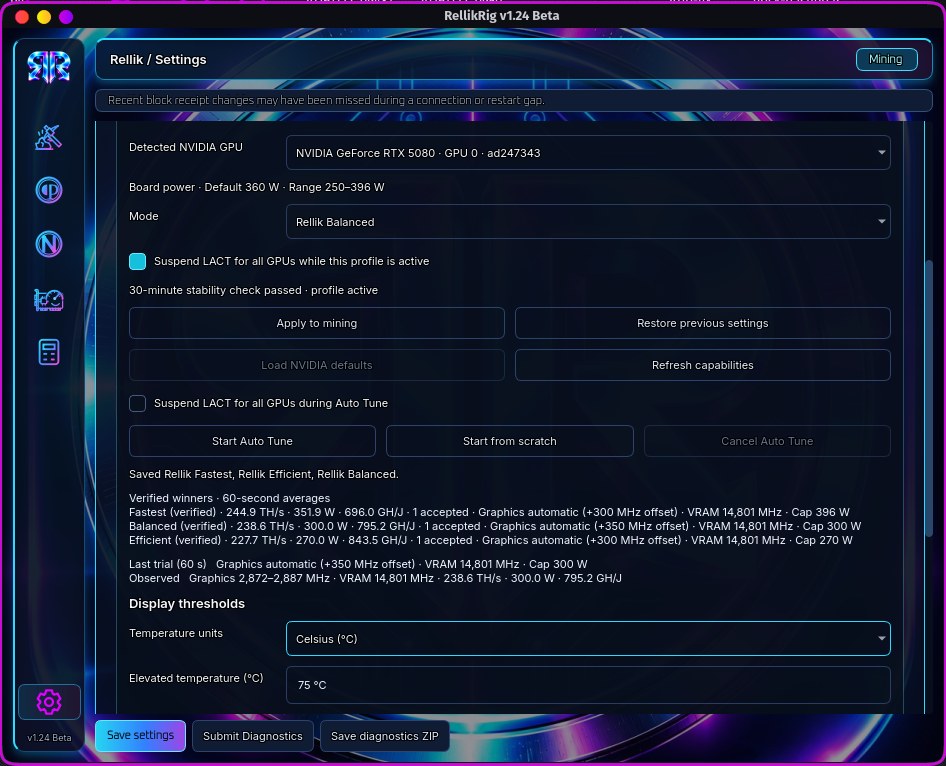 RellikRig v1.24 Beta
Rellik / Settings
Mining
Recent block receipt changes may have been missed during a connection or restart gap.
Detected NVIDIA GPU
NVIDIA GeForce RTX 5080 · GPU 0 · ad247343
Board power · Default 360 W · Range 250–396 W
Mode
Rellik Balanced
Suspend LACT for all GPUs while this profile is active
30-minute stability check passed · profile active
Apply to mining
Restore previous settings
Load NVIDIA defaults
Refresh capabilities
Suspend LACT for all GPUs during Auto Tune
Start Auto Tune
Start from scratch
Cancel Auto Tune
Saved Rellik Fastest, Rellik Efficient, Rellik Balanced.
Verified winners · 60-second averages
Fastest (verified) · 244.9 TH/s · 351.9 W · 696.0 GH/J · 1 accepted · Graphics automatic (+300 MHz offset) · VRAM 14,801 MHz · Cap 396 W
Balanced (verified) · 238.6 TH/s · 300.0 W · 795.2 GH/J · 1 accepted · Graphics automatic (+350 MHz offset) · VRAM 14,801 MHz · Cap 300 W
Efficient (verified) · 227.7 TH/s · 270.0 W · 843.5 GH/J · 1 accepted · Graphics automatic (+300 MHz offset) · VRAM 14,801 MHz · Cap 270 W
Last trial (60 s) Graphics automatic (+350 MHz offset) · VRAM 14,801 MHz · Cap 300 W
Observed Graphics 2,872–2,887 MHz · VRAM 14,801 MHz · 238.6 TH/s · 300.0 W · 795.2 GH/J
Display thresholds
Temperature units
Celsius (°C)
Elevated temperature (°C)
75 °C
v1.24 Beta
Save settings
Submit Diagnostics
Save diagnostics ZIP